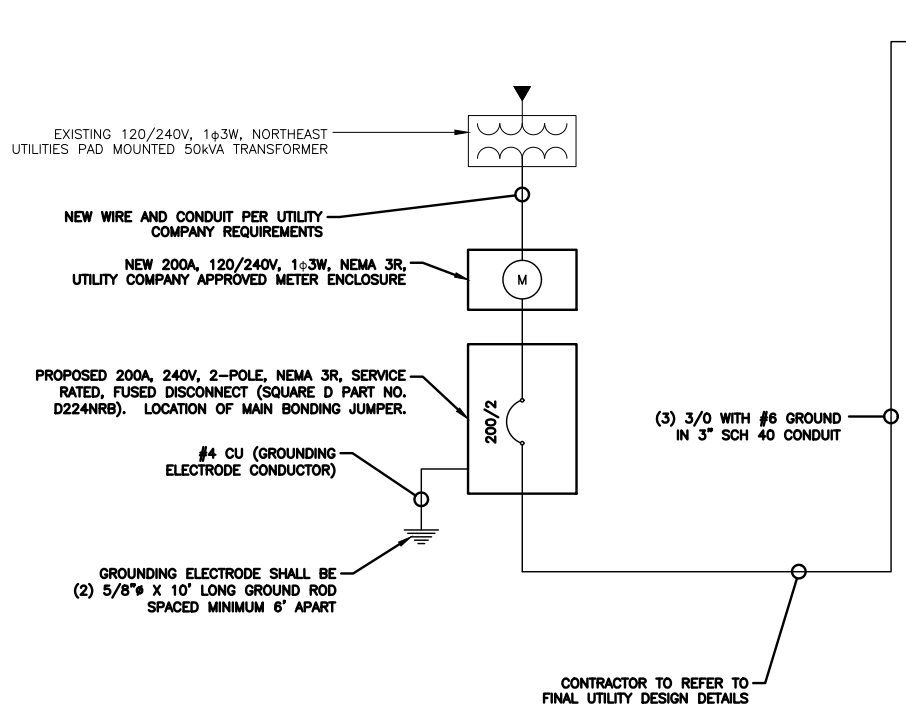 EXISTING 120/240V, 1ϕ3W, NORTHEAST
UTILITIES PAD MOUNTED 50kVA TRANSFORMER
NEW WIRE AND CONDUIT PER UTILITY
COMPANY REQUIREMENTS
NEW 200A, 120/240V, 1ϕ3W, NEMA 3R,
UTILITY COMPANY APPROVED METER ENCLOSURE
M
PROPOSED 200A, 240V, 2-POLE, NEMA 3R, SERVICE
RATED, FUSED DISCONNECT (SQUARE D PART NO.
D224NRB). LOCATION OF MAIN BONDING JUMPER.
200/2
(3) 3/0 WITH #6 GROUND
IN 3" SCH 40 CONDUIT
#4 CU (GROUNDING
ELECTRODE CONDUCTOR)
GROUNDING ELECTRODE SHALL BE
(2) 5/8"ø X 10' LONG GROUND ROD
SPACED MINIMUM 6' APART
CONTRACTOR TO REFER TO
FINAL UTILITY DESIGN DETAILS